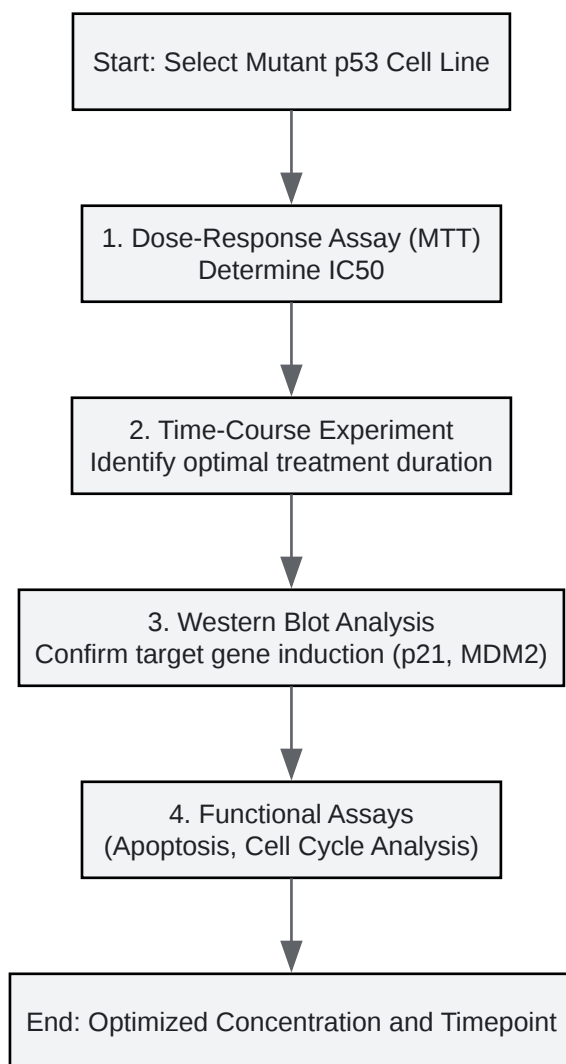 Start: Select Mutant p53 Cell Line
1. Dose-Response Assay (MTT)
Determine IC50
2. Time-Course Experiment
Identify optimal treatment duration
3. Western Blot Analysis
Confirm target gene induction (p21, MDM2)
4. Functional Assays
(Apoptosis, Cell Cycle Analysis)
End: Optimized Concentration and Timepoint